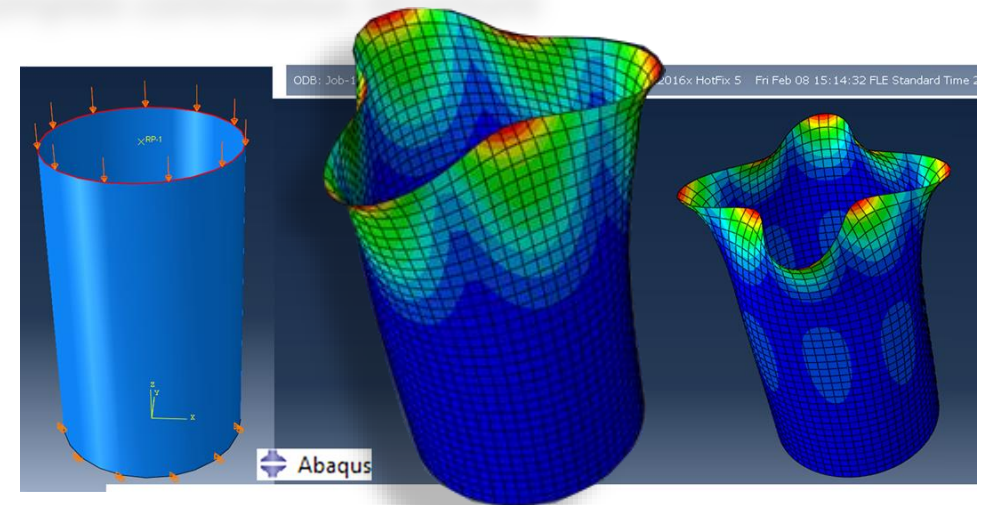 ODB: Job-1
2016x HotFix 5 Fri Feb 08 15:14:32 FLE Standard Time 2
RP-1
Z
Y
X
Abaqus